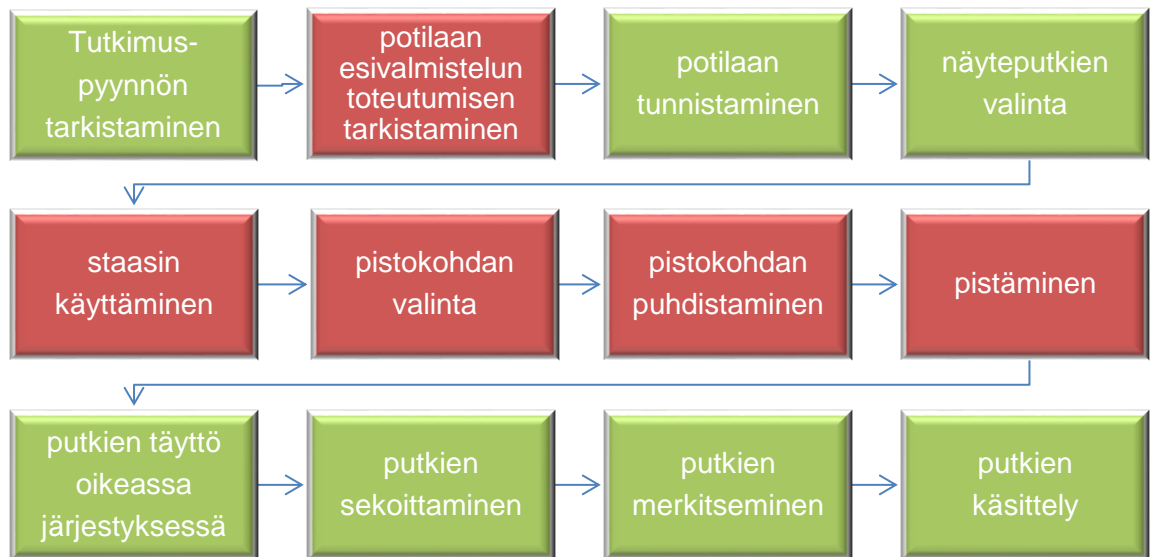 Tutkimus-
pyynnön
tarkistaminen
potilaan
esivalmistelun
toteutumisen
tarkistaminen
potilaan
tunnistaminen
näyteputkien
valinta
staasin
käyttäminen
pistokohdan
valinta
pistokohdan
puhdistaminen
pistäminen
putkien täyttö
oikeassa
järjestyksessä
putkien
sekoittaminen
putkien
merkitseminen
putkien
käsittely